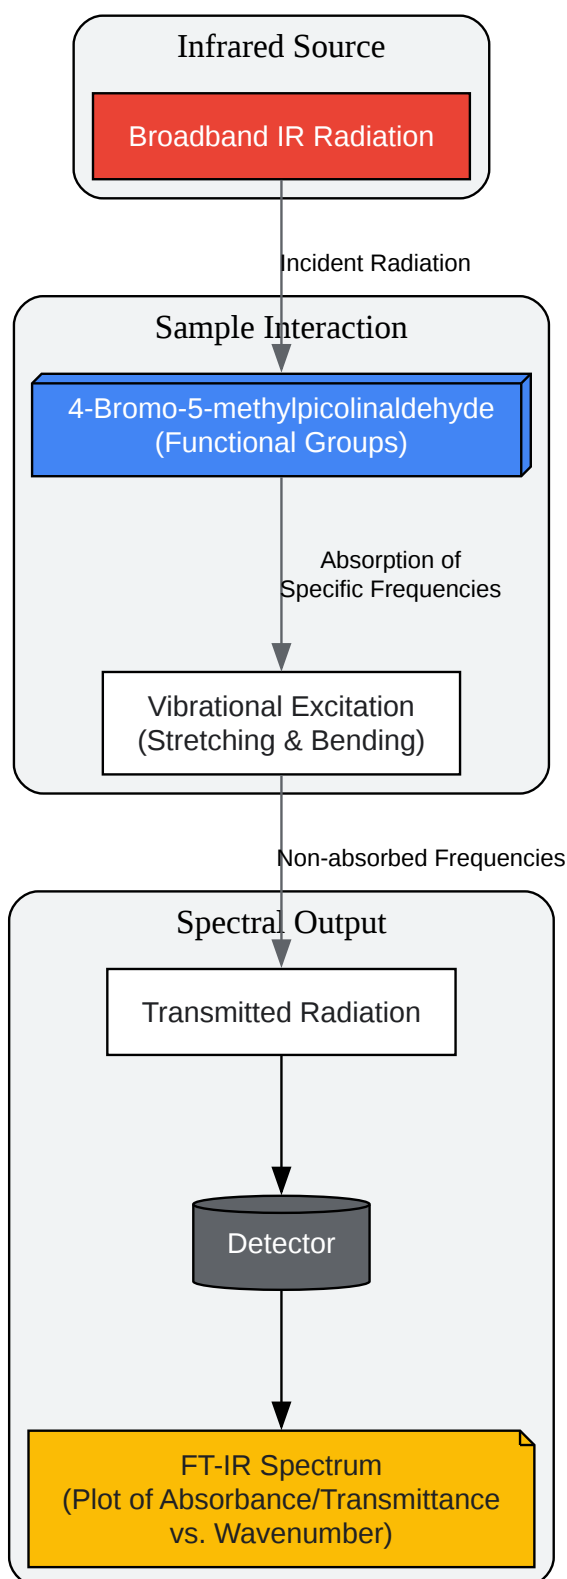 Infrared Source
Broadband IR Radiation
Incident Radiation
Sample Interaction
4-Bromo-5-methylpicolinaldehyde
(Functional Groups)
Absorption of
Specific Frequencies
Vibrational Excitation
(Stretching & Bending)
Non-absorbed Frequencies
Spectral Output
Transmitted Radiation
Detector
FT-IR Spectrum
(Plot of Absorbance/Transmittance
vs. Wavenumber)